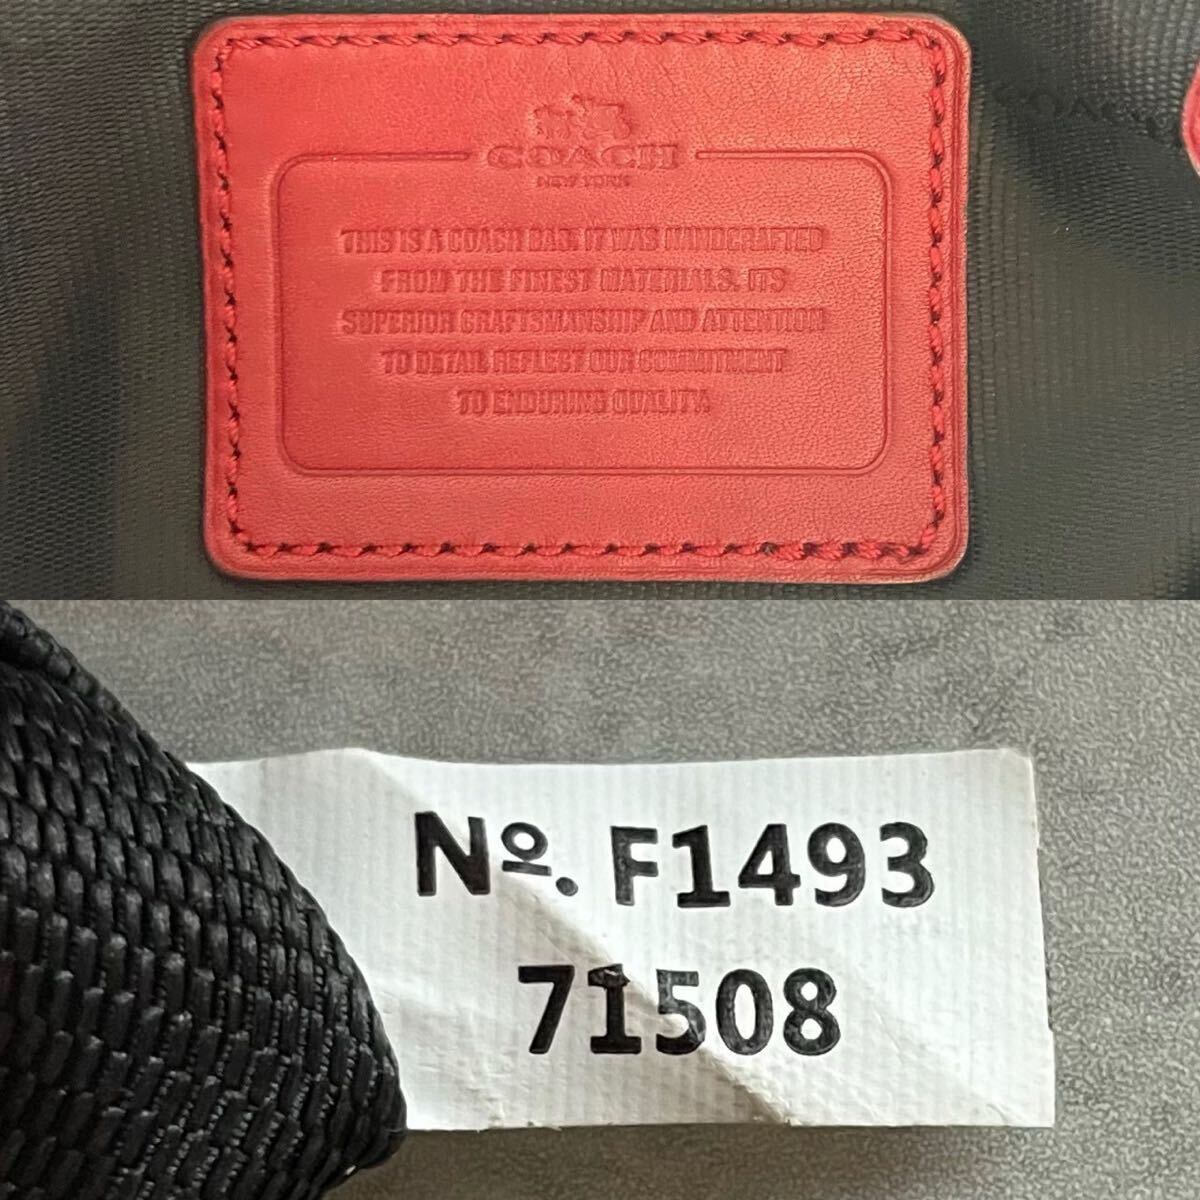 COACH
NEW YORK
THIS IS A COACH BAG. IT WAS HANDCRAFTED
FROM THE FINEST MATERIALS. ITS
SUPERIOR CRAFTSMANSHIP AND ATTENTION
TO DETAIL REFLECT OUR COMMITMENT
TO ENDURING QUALITY.
COACH
Nº. F1493
71508